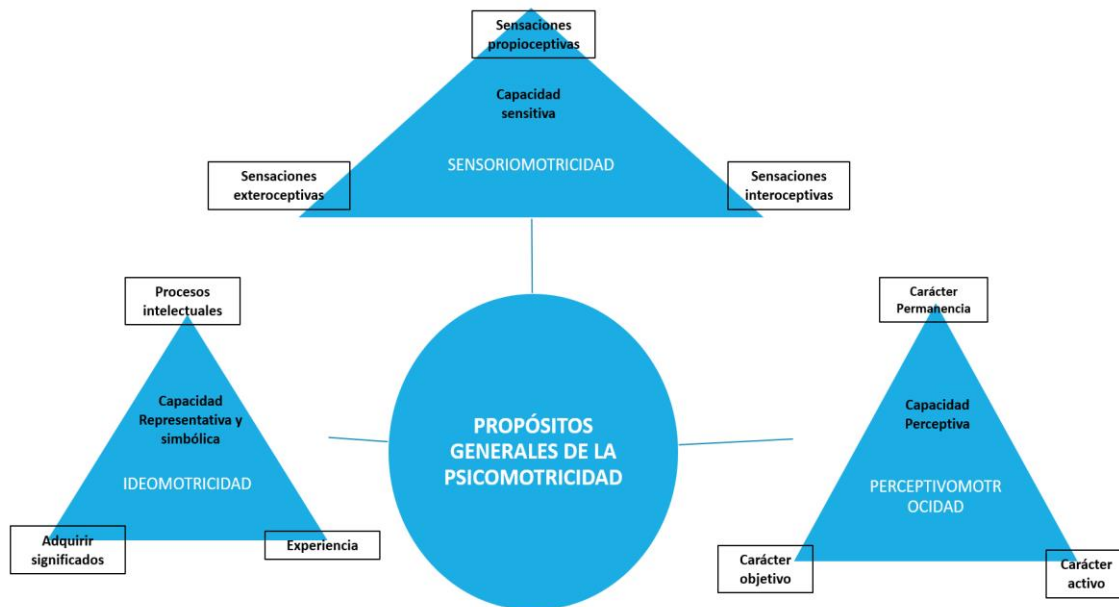 Sensaciones
propioceptivas
Capacidad
sensitiva
SENSORIOMOTRICIDAD
Sensaciones
exteroceptivas
Sensaciones
interoceptivas
Procesos
intelectuales
Capacidad
Representativa y
simbólica
IDEOMOTRICIDAD
Adquirir
significados
Experiencia
PROPÓSITOS
GENERALES DE LA
PSICOMOTRICIDAD
Carácter
Permanencia
Capacidad
Perceptiva
PERCEPTIVOMOTR
OCIDAD
Carácter
objetivo
Carácter
activo